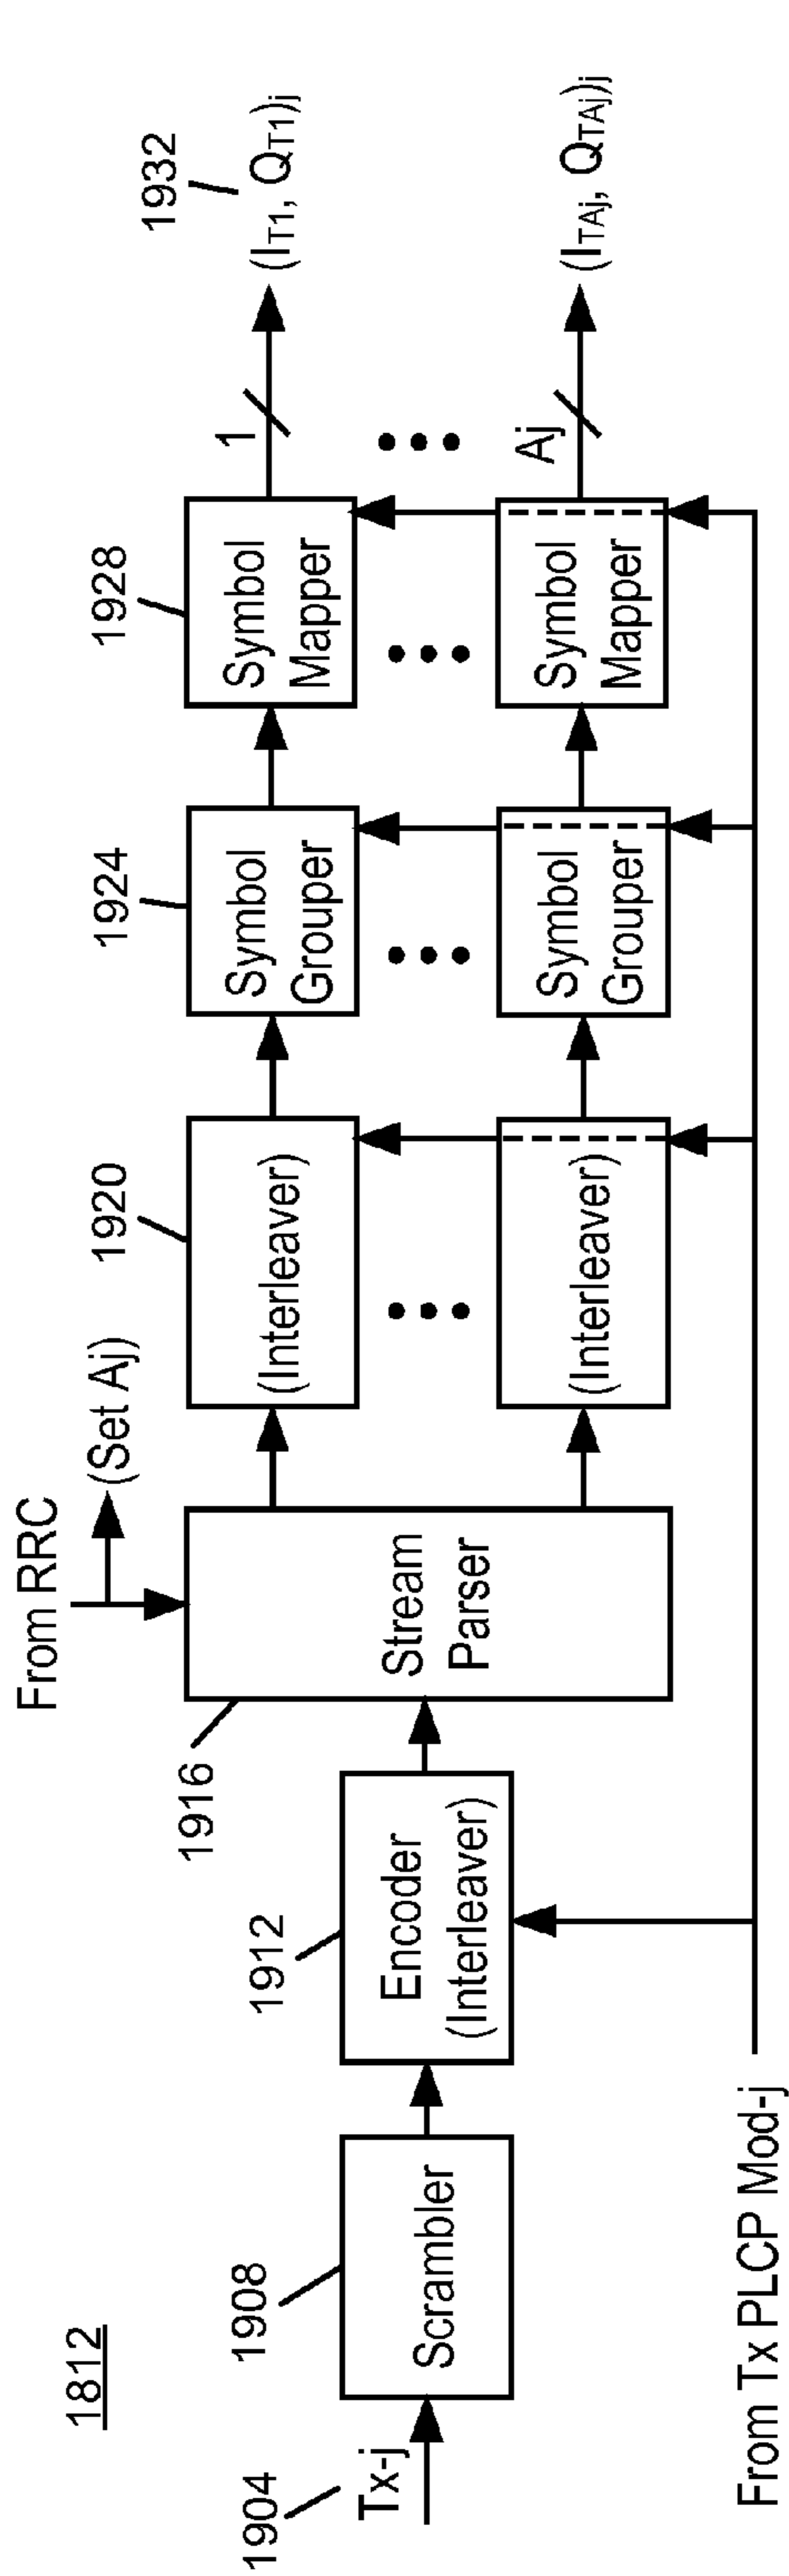 1812
1904
Tx-j
1908
Scrambler
1912
Encoder
(Interleaver)
1916
Stream
Parser
From RRC
(Set Aj)
1920
(Interleaver)
(Interleaver)
1924
Symbol
Grouper
Symbol
Grouper
1928
Symbol
Mapper
Symbol
Mapper
1
Aj
1932
(IT1, QT1)j
(ITAj, QTAj)j
From Tx PLCP Mod-j